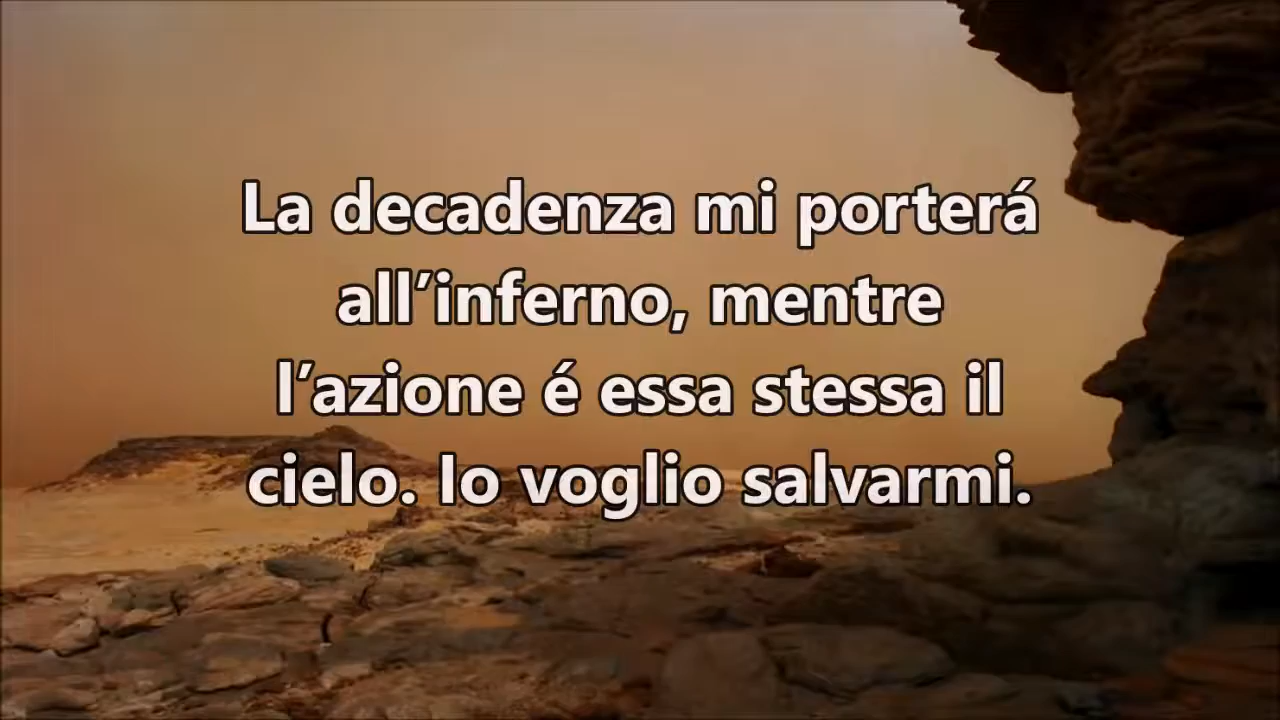 La decadenza mi porterá
all’inferno, mentre
l’azione é essa stessa il
cielo. Io voglio salvarmi.